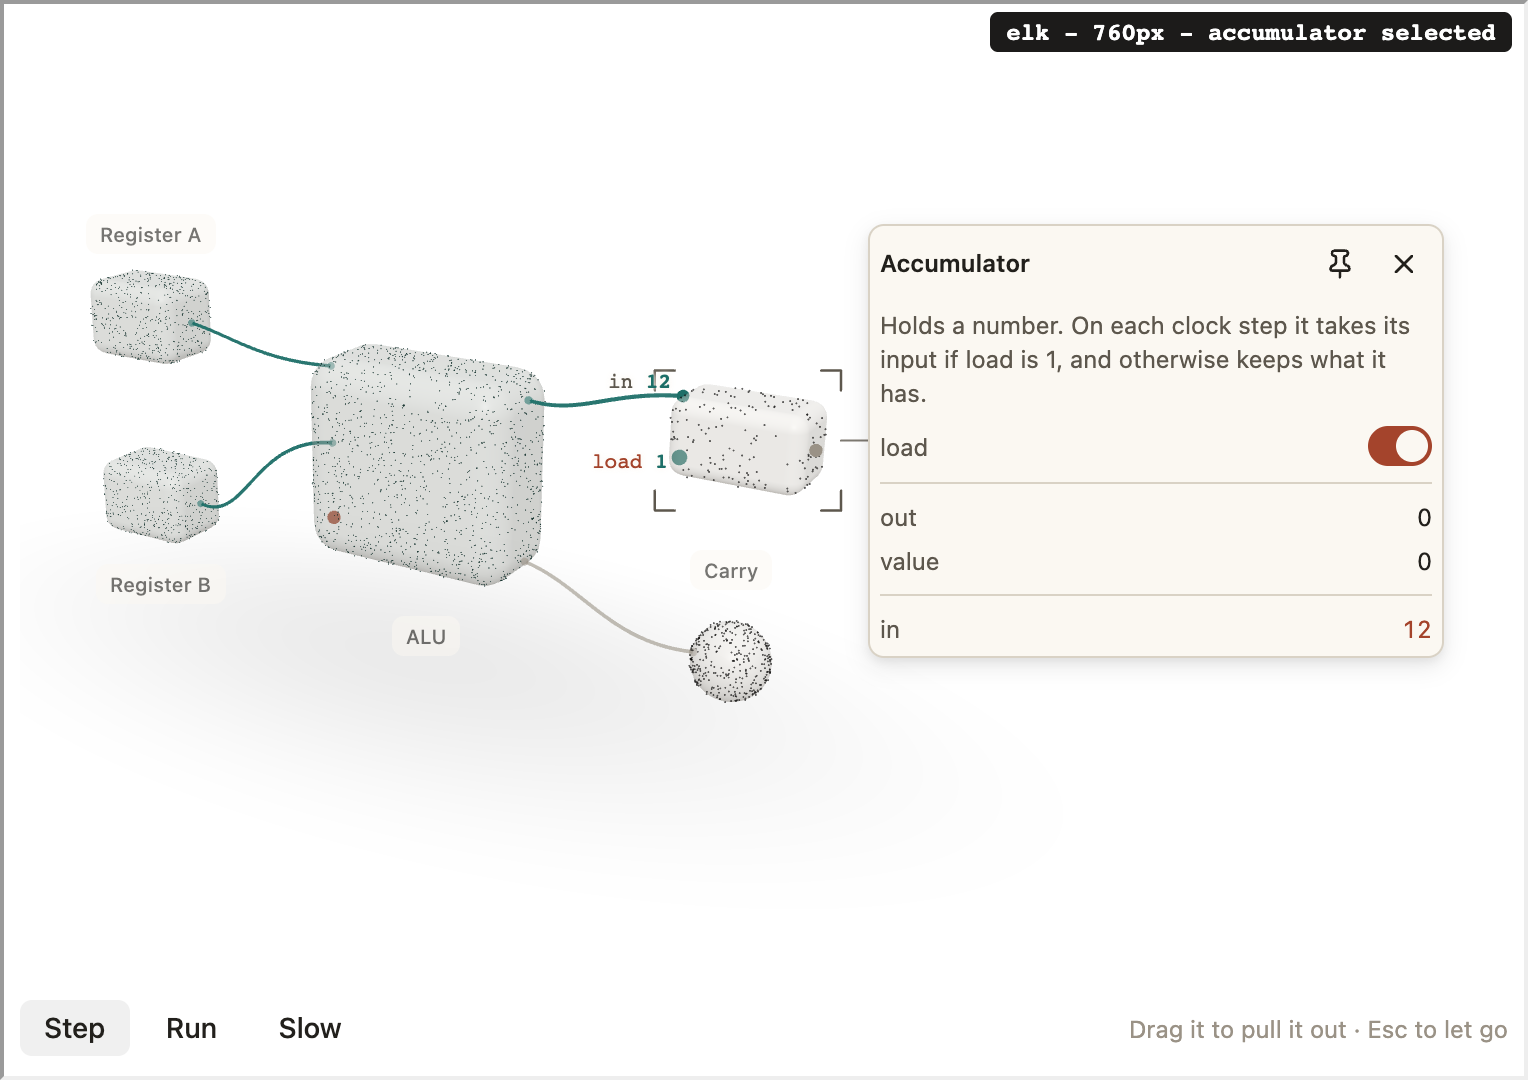 elk - 760px - accumulator selected
Register A
Accumulator
Holds a number. On each clock step it takes its
input if load is 1, and otherwise keeps what it
has.
in 12
load 1
load
out 0
value 0
in 12
Carry
Register B
ALU
Step Run Slow
Drag it to pull it out · Esc to let go